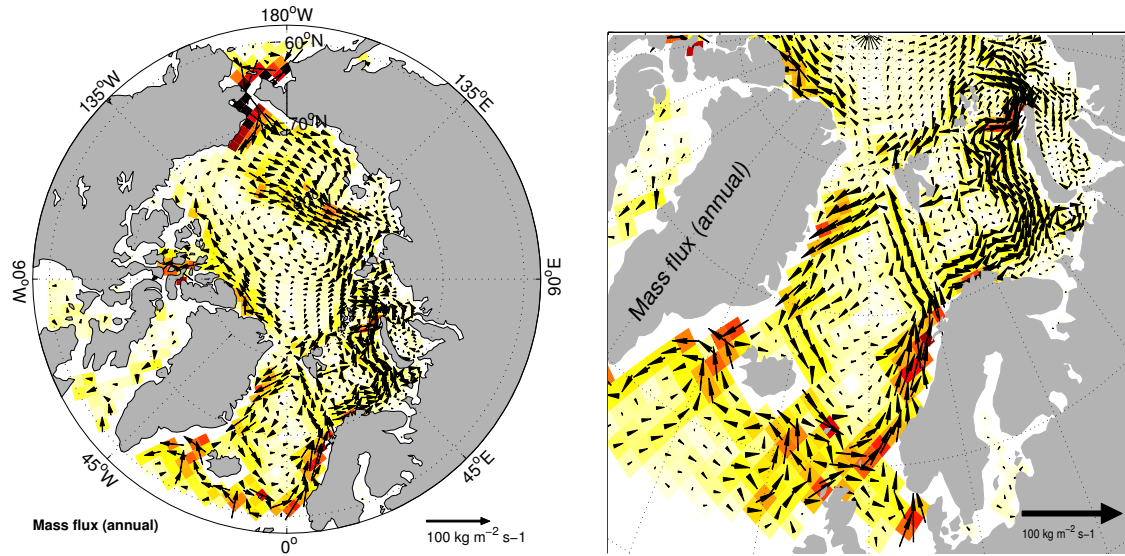 180°W
60°N
135°W
135°E
70°N
90°W
90°E
45°W
45°E
Mass flux (annual)
0°
100 kg m−2 s−1
Mass flux (annual)
100 kg m−2 s−1